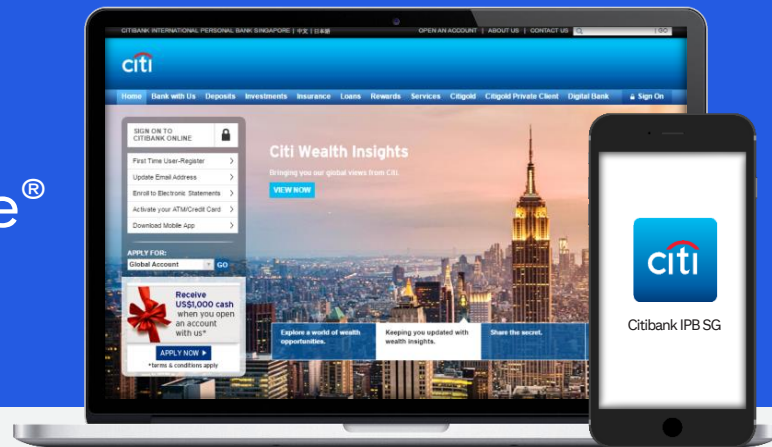 e®
CITIBANK INTERNATIONAL PERSONAL BANK SINGAPORE | 中文 | 日本語
OPEN AN ACCOUNT | ABOUT US | CONTACT US
GO
citi
Home Bank with Us Deposits Investments Insurance Loans Rewards Services Citigold Citigold Private Client Digital Bank Sign On
SIGN ON TO
CITIBANK ONLINE
First Time User-Register
Update Email Address
Enroll to Electronic Statements
Activate your ATM/Credit Card
Download Mobile App
APPLY FOR:
Global Account GO
Receive
US$1,000 cash
when you open
an account
with us*
APPLY NOW
*terms & conditions apply
Citi Wealth Insights
Bringing you our global views from Citi.
VIEW NOW
Explore a world of wealth
opportunities.
Keeping you updated with
wealth insights.
Share the secret.
citi
Citibank IPB SG